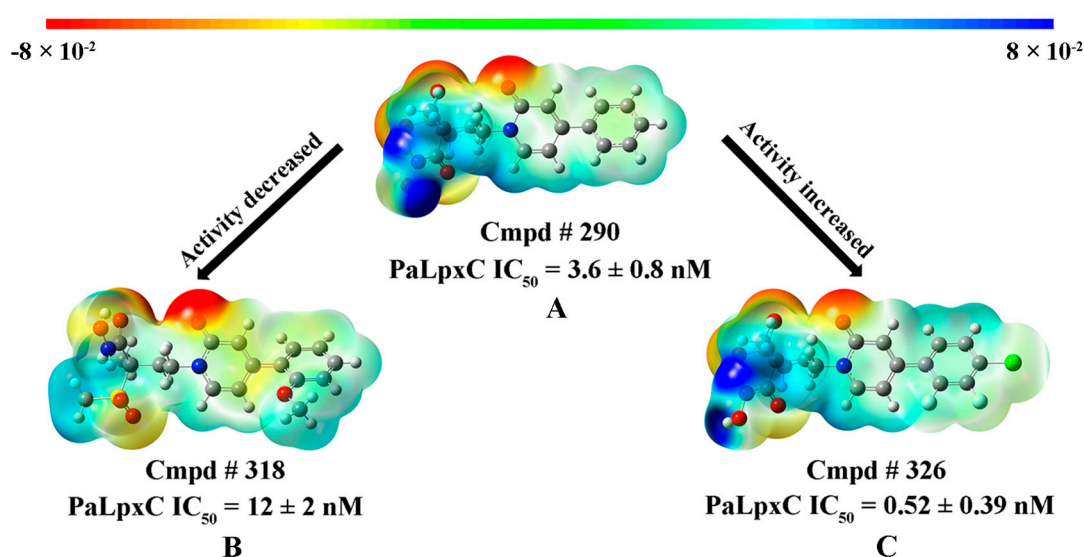 -8 × 10⁻²
8 × 10⁻²
Activity decreased
Activity increased
Cmpd # 290
PaLpxC IC₅₀ = 3.6 ± 0.8 nM
A
Cmpd # 318
PaLpxC IC₅₀ = 12 ± 2 nM
B
Cmpd # 326
PaLpxC IC₅₀ = 0.52 ± 0.39 nM
C